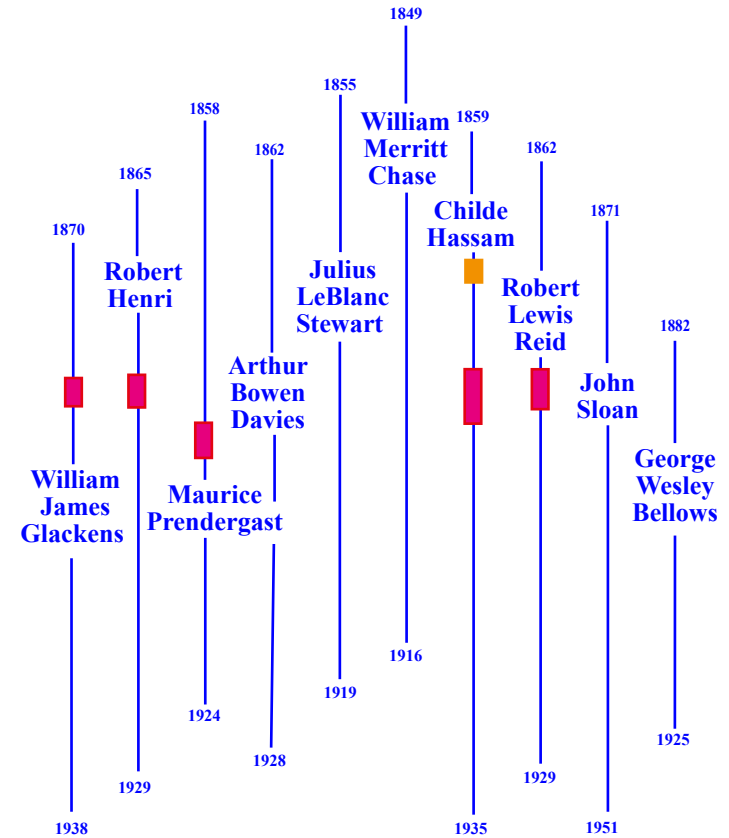 1870
William
James
Glackens
1938
1865
Robert
Henri
1929
1858
Maurice
Prendergast
1924
1862
Arthur
Bowen
Davies
1928
1855
Julius
LeBlanc
Stewart
1919
1849
William
Merritt
Chase
1916
1859
Childe
Hassam
1935
1862
Robert
Lewis
Reid
1929
1871
John
Sloan
1951
1882
George
Wesley
Bellows
1925